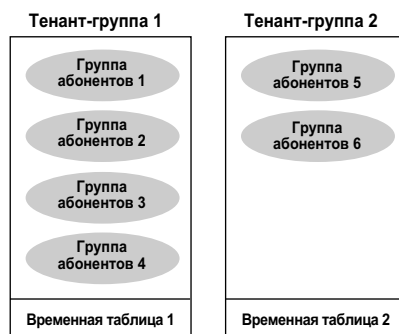 Тенант-группа 1
Группа
абонентов 1
Группа
абонентов 2
Группа
абонентов 3
Группа
абонентов 4
Временная таблица 1
Тенант-группа 2
Группа
абонентов 5
Группа
абонентов 6
Временная таблица 2